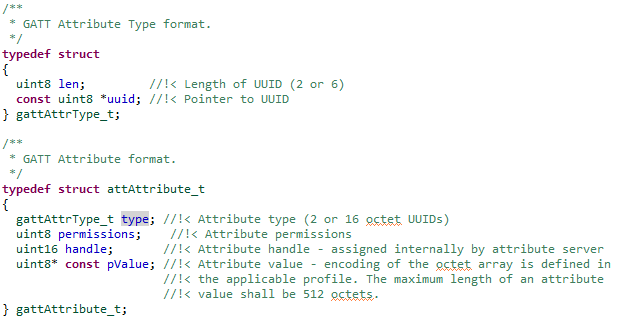 /**
 * GATT Attribute Type format.
 */
typedef struct
{
  uint8 len;         //!< Length of UUID (2 or 6)
  const uint8 *uuid; //!< Pointer to UUID
} gattAttrType_t;

/**
 * GATT Attribute format.
 */
typedef struct attAttribute_t
{
  gattAttrType_t type; //!< Attribute type (2 or 16 octet UUIDs)
  uint8 permissions;    //!< Attribute permissions
  uint16 handle;       //!< Attribute handle - assigned internally by attribute server
  uint8* const pValue; //!< Attribute value - encoding of the octet array is defined in
                       //!< the applicable profile. The maximum length of an attribute
                       //!< value shall be 512 octets.
} gattAttribute_t;